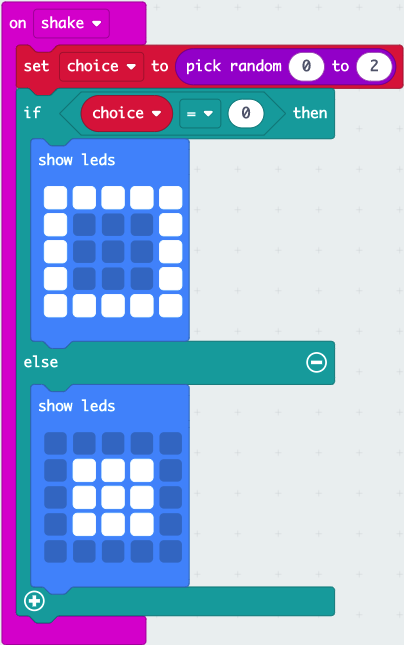 on shake
set choice to pick random 0 to 2
if choice = 0 then
show leds
else
show leds